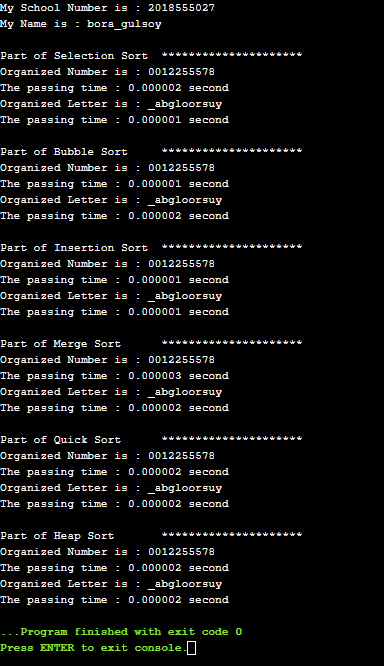 My School Number is : 2018555027
My Name is : bora_gulsoy
Part of Selection Sort *********************
Organized Number is : 0012255578
The passing time : 0.000002 second
Organized Letter is : _abgloorsuy
The passing time : 0.000001 second
Part of Bubble Sort *********************
Organized Number is : 0012255578
The passing time : 0.000001 second
Organized Letter is : _abgloorsuy
The passing time : 0.000002 second
Part of Insertion Sort *********************
Organized Number is : 0012255578
The passing time : 0.000001 second
Organized Letter is : _abgloorsuy
The passing time : 0.000001 second
Part of Merge Sort *********************
Organized Number is : 0012255578
The passing time : 0.000003 second
Organized Letter is : _abgloorsuy
The passing time : 0.000002 second
Part of Quick Sort *********************
Organized Number is : 0012255578
The passing time : 0.000002 second
Organized Letter is : _abgloorsuy
The passing time : 0.000002 second
Part of Heap Sort *********************
Organized Number is : 0012255578
The passing time : 0.000002 second
Organized Letter is : _abgloorsuy
The passing time : 0.000002 second
...Program finished with exit code 0
Press ENTER to exit console.